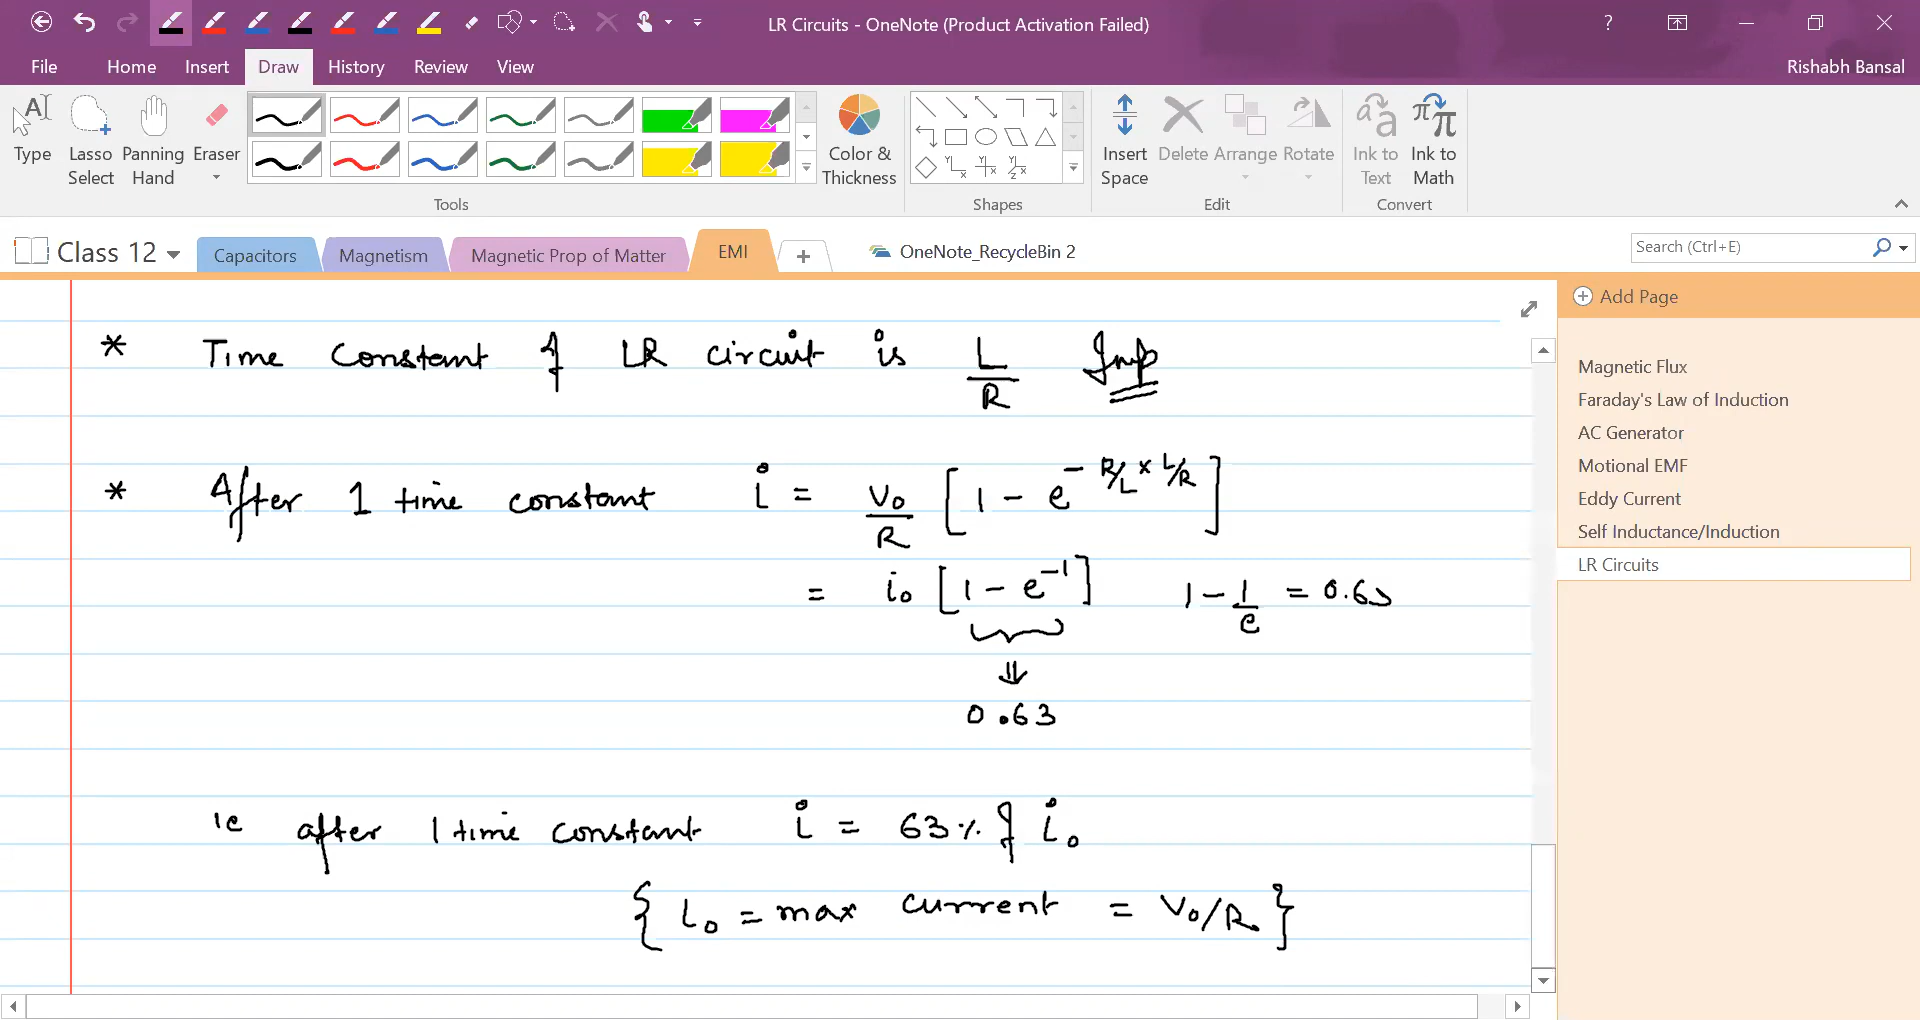 LR Circuits - OneNote (Product Activation Failed)
?
File Home Insert Draw History Review View
Rishabh Bansal
Type
Lasso Select
Panning Hand
Eraser
Color & Thickness
Insert Space
Delete
Arrange
Rotate
Ink to Text
Ink to Math
Tools
Shapes
Edit
Convert
Class 12
Capacitors
Magnetism
Magnetic Prop of Matter
EMI
+
OneNote_RecycleBin 2
Search (Ctrl+E)
Add Page
Magnetic Flux
Faraday's Law of Induction
AC Generator
Motional EMF
Eddy Current
Self Inductance/Induction
LR Circuits
* Time Constant of LR circuit is L/R Imp
* After 1 time constant i = V₀/R [1 - e^(-R/L × L/R)]
= i₀ [1 - e⁻¹] 1 - 1/e = 0.63
⇓
0.63
ie after 1 time constant i = 63% of i₀
{ i₀ = max current = V₀/R. }